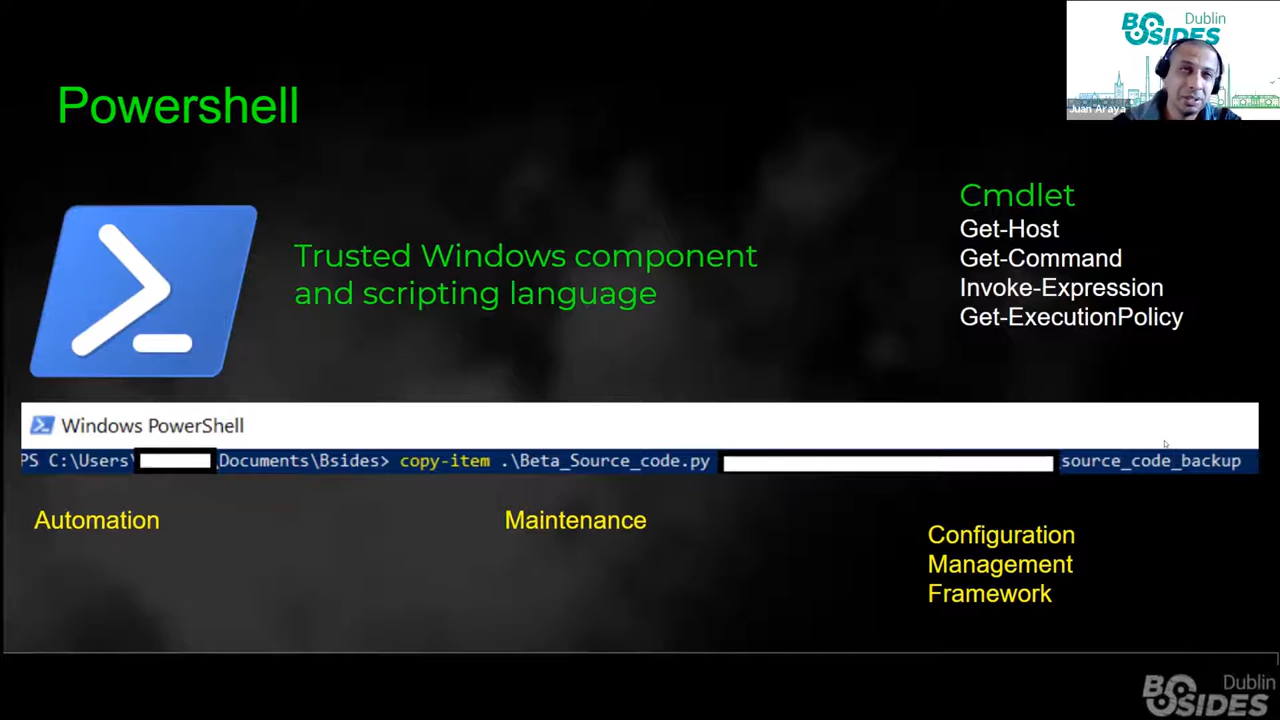 Dublin
BSIDES
Juan Araya
Powershell
Trusted Windows component
and scripting language
Cmdlet
Get-Host
Get-Command
Invoke-Expression
Get-ExecutionPolicy
Windows PowerShell
PS C:\Users\ \Documents\Bsides> copy-item .\Beta_Source_code.py source_code_backup
Automation
Maintenance
Configuration
Management
Framework
Dublin
BSIDES